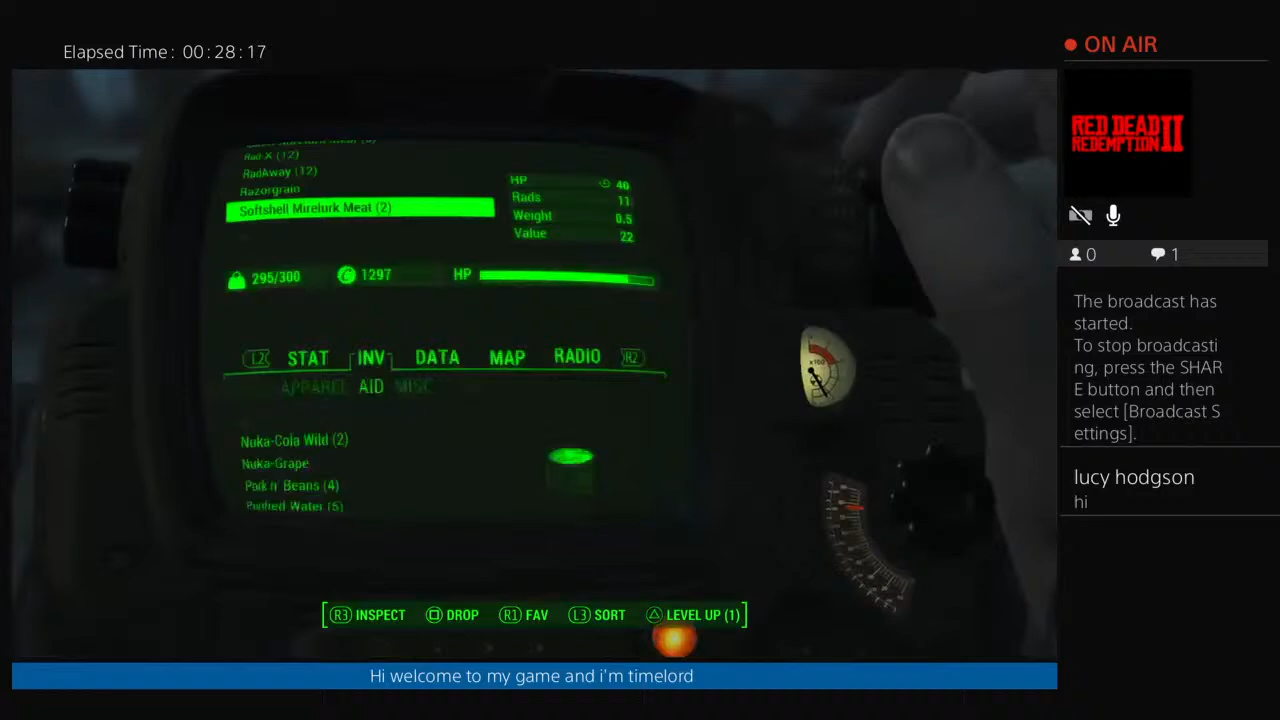 Elapsed Time: 00:28:17
ON AIR
RED DEAD
REDEMPTION II
0
1
The broadcast has
started.
To stop broadcasti
ng, press the SHAR
E button and then
select [Broadcast S
ettings].
lucy hodgson
hi
Rad-X (12)
RadAway (12)
Razorgrain
Softshell Mirelurk Meat (2)
HP 40
Rads 11
Weight 0.5
Value 22
295/300
1297
HP
L2 STAT INV DATA MAP RADIO R2
APPAREL AID MISC
Nuka-Cola Wild (2)
Nuka-Grape
Pork n' Beans (4)
Purified Water (5)
R3 INSPECT DROP R1 FAV L3 SORT LEVEL UP (1)
Hi welcome to my game and i'm timelord